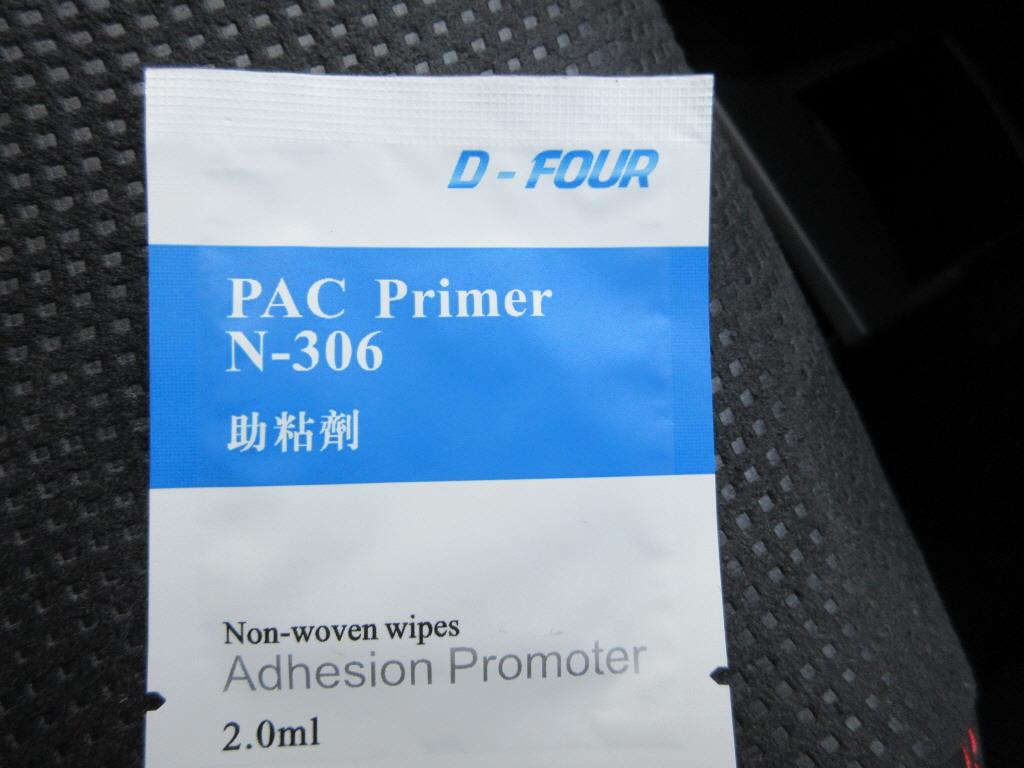 D - FOUR
PAC Primer
N-306
助粘劑
Non-woven wipes
Adhesion Promoter
2.0ml